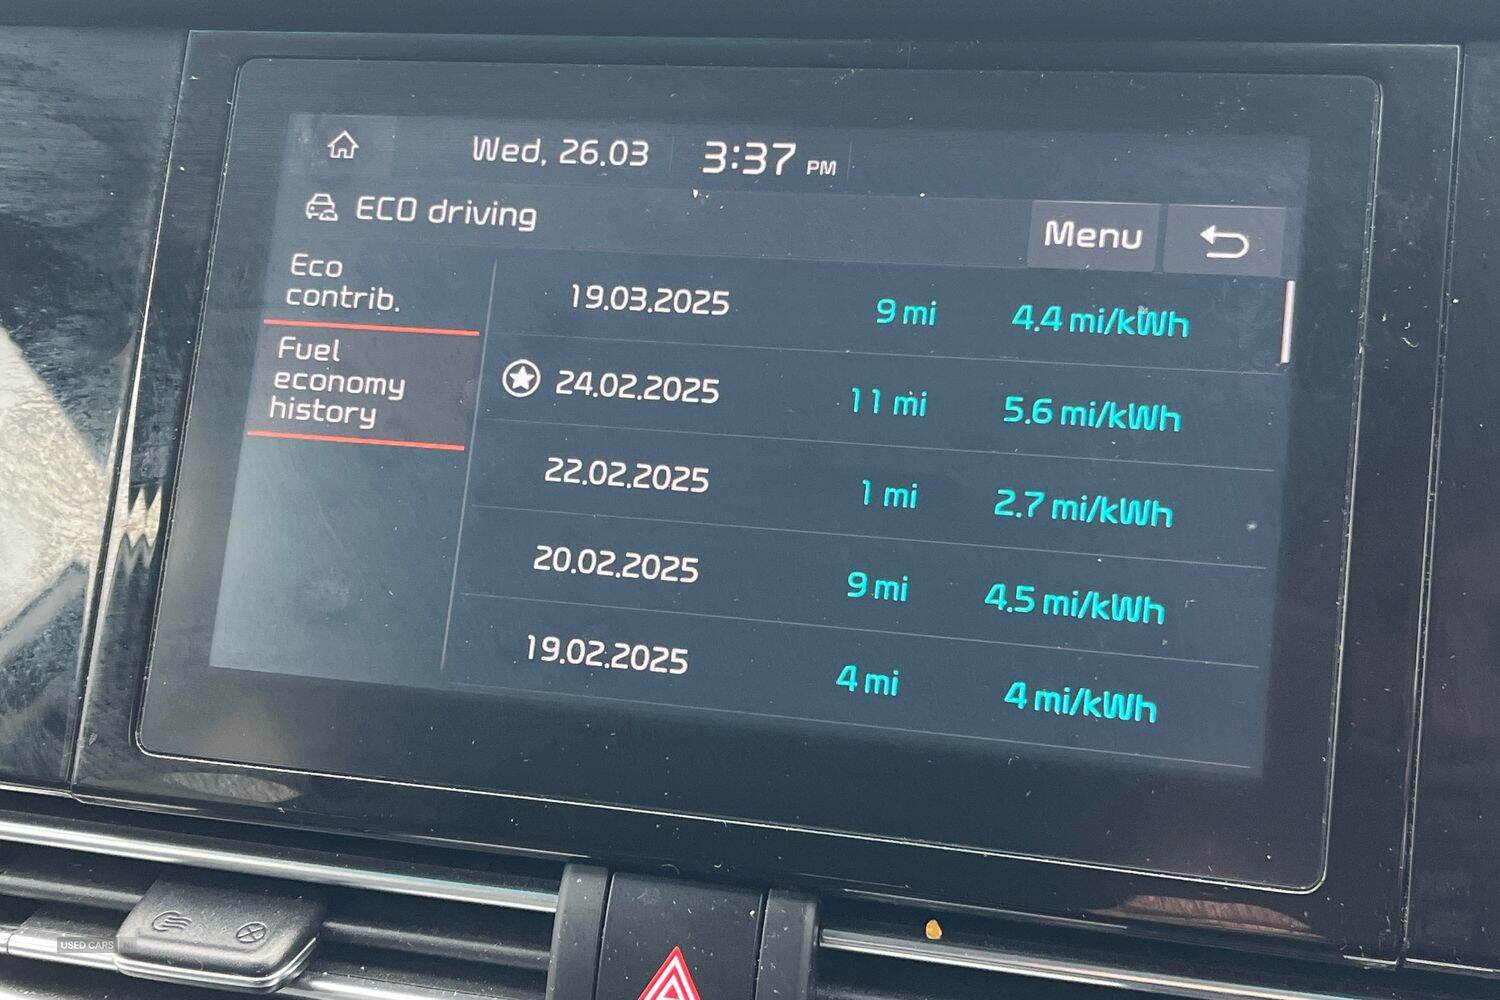 Wed, 26.03 3:37 PM
ECO driving
Menu
Eco
contrib.
Fuel
economy
history
19.03.2025 9 mi 4.4 mi/kWh
24.02.2025 11 mi 5.6 mi/kWh
22.02.2025 1 mi 2.7 mi/kWh
20.02.2025 9 mi 4.5 mi/kWh
19.02.2025 4 mi 4 mi/kWh
USED CARS